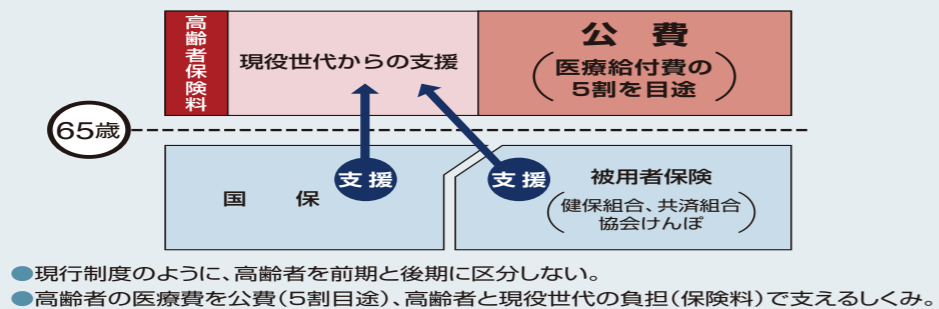 高齢者保険料
現役世代からの支援
公費
(医療給付費の
5割を目途)
65歳
国保
支援
支援
被用者保険
(健保組合、共済組合
協会けんぽ)
●現行制度のように、高齢者を前期と後期に区分しない。
●高齢者の医療費を公費(5割目途)、高齢者と現役世代の負担(保険料)で支えるしくみ。